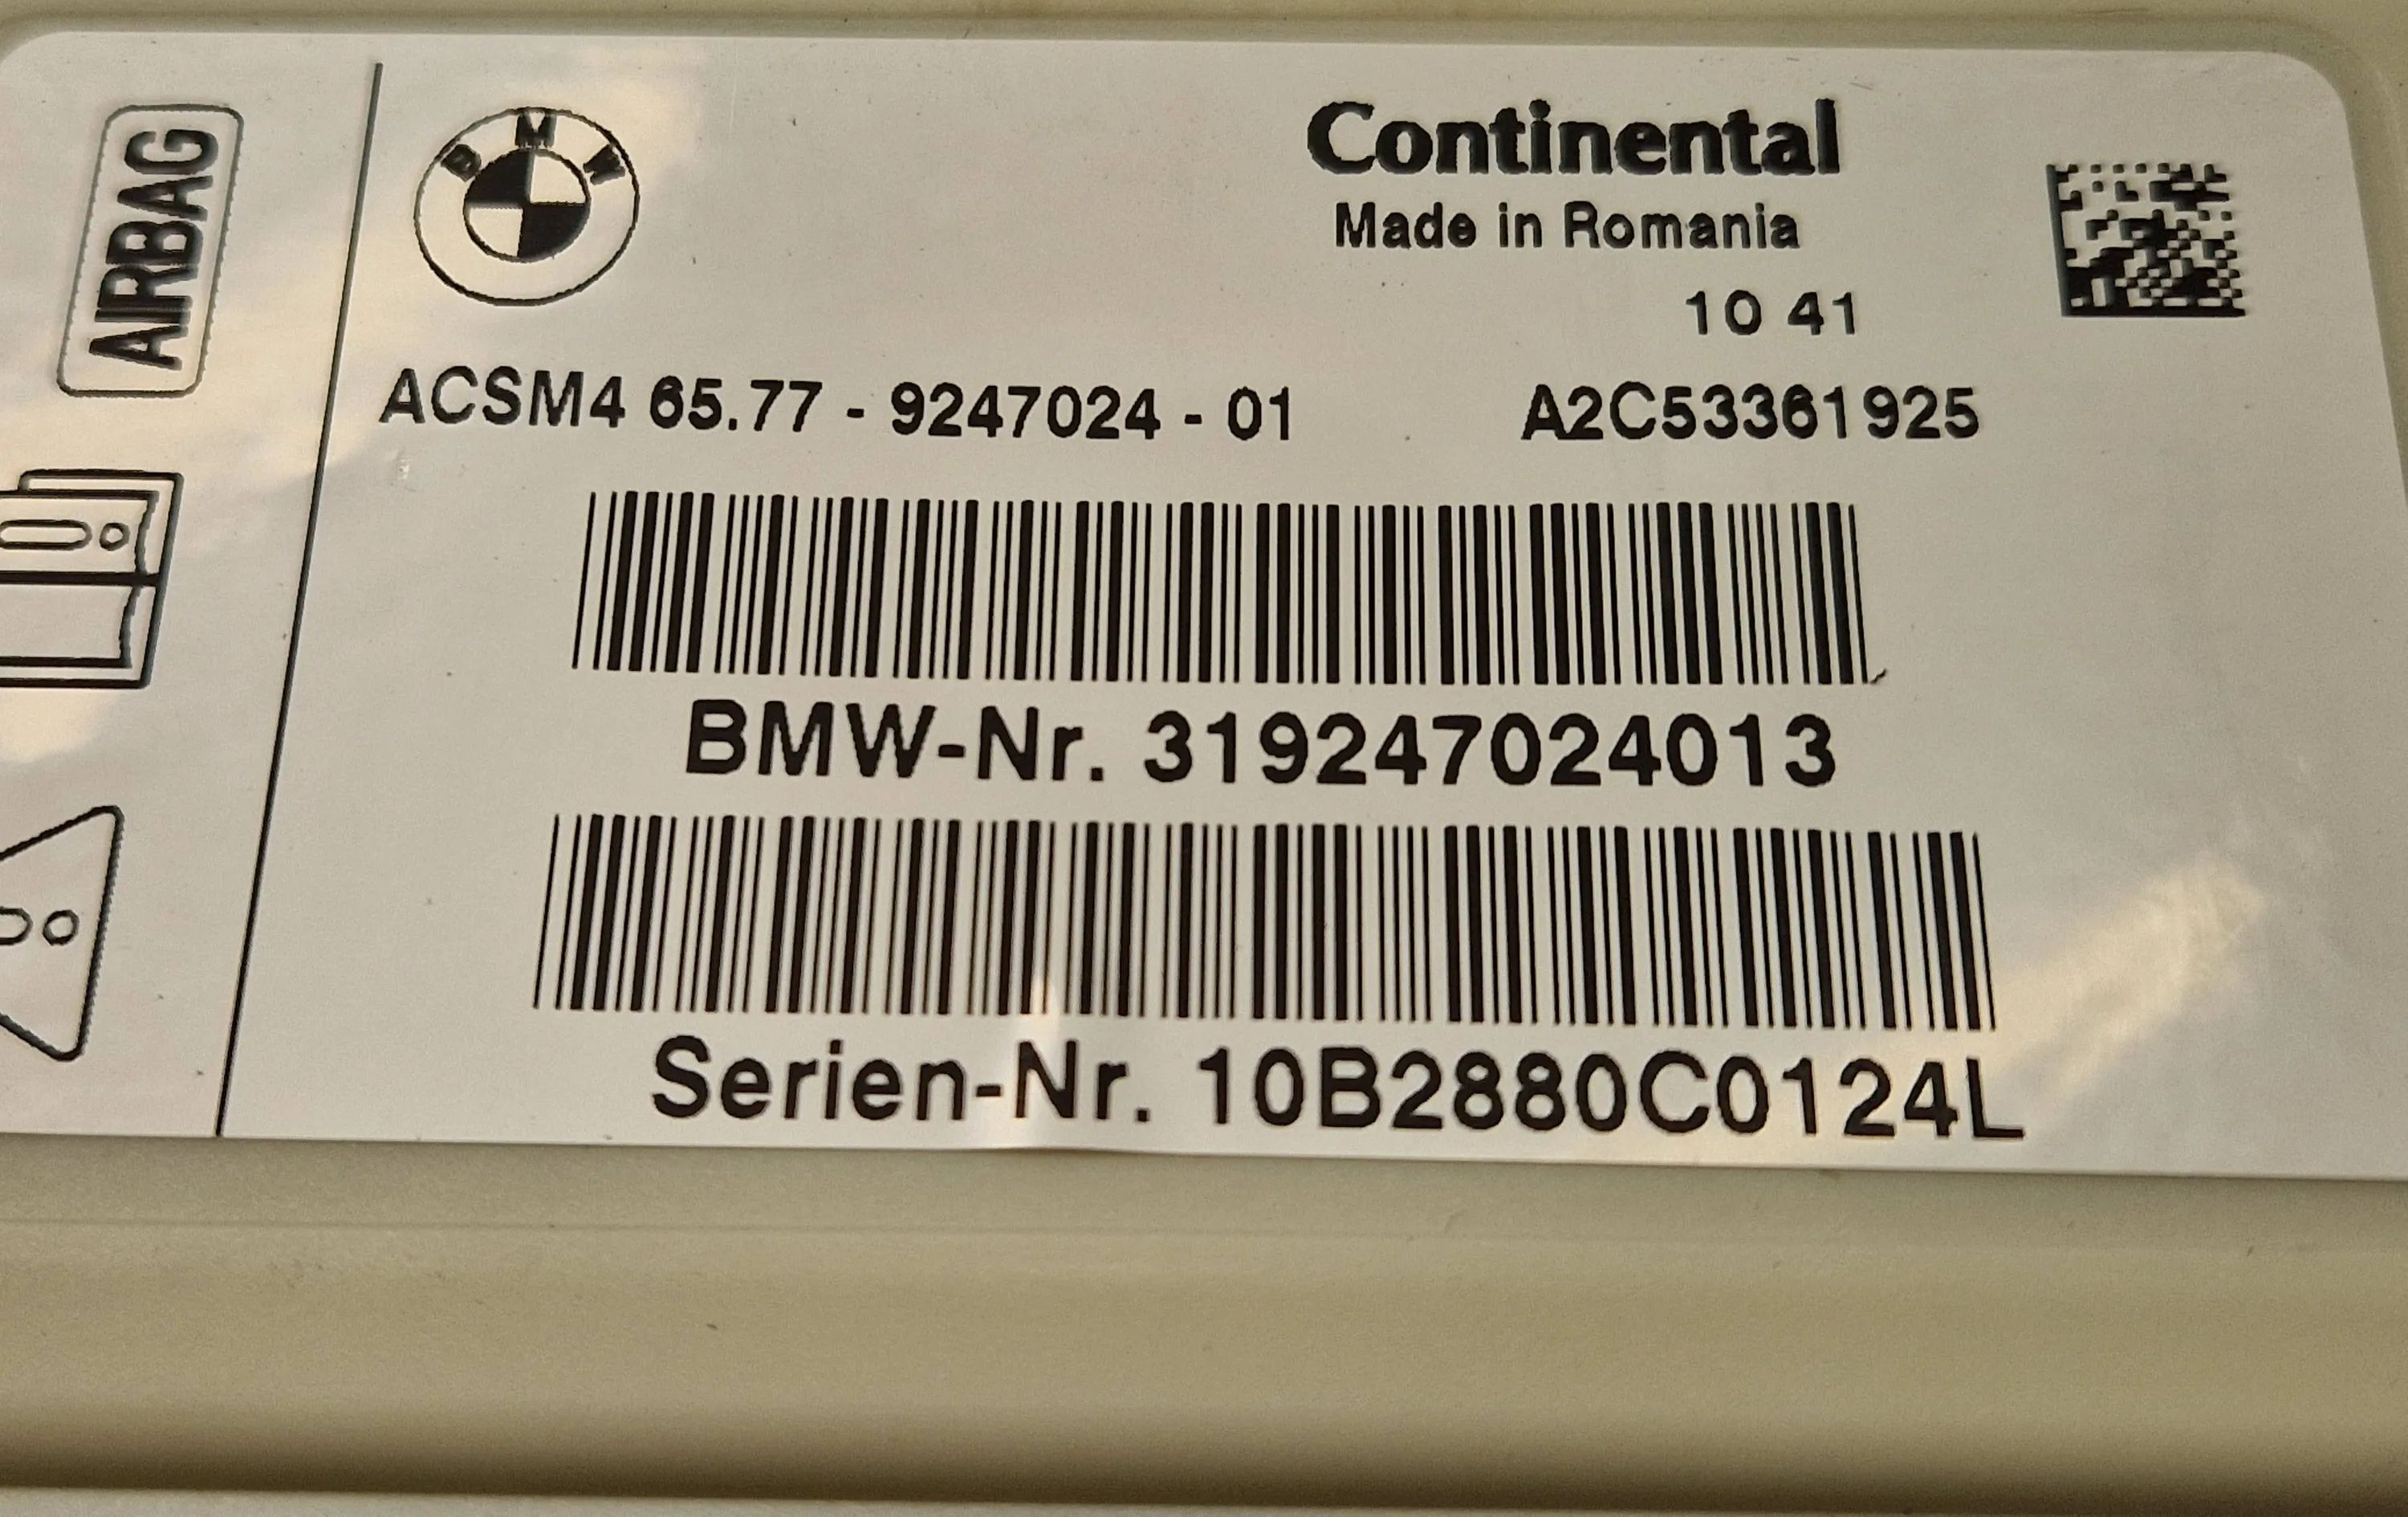 AIRBAG
BMW
Continental
Made in Romania
10 41
ACSM4 65.77 - 9247024 - 01 A2C53361925
BMW-Nr. 319247024013
Serien-Nr. 10B2880C0124L